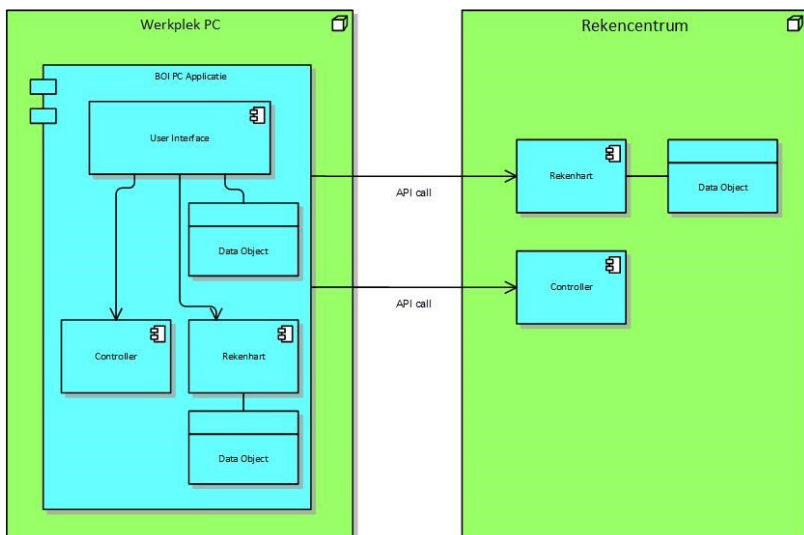 Werkplek PC
BOI PC Applicatie
User Interface
Data Object
Controller
Rekenhart
Data Object
API call
API call
Rekencentrum
Rekenhart
Data Object
Controller